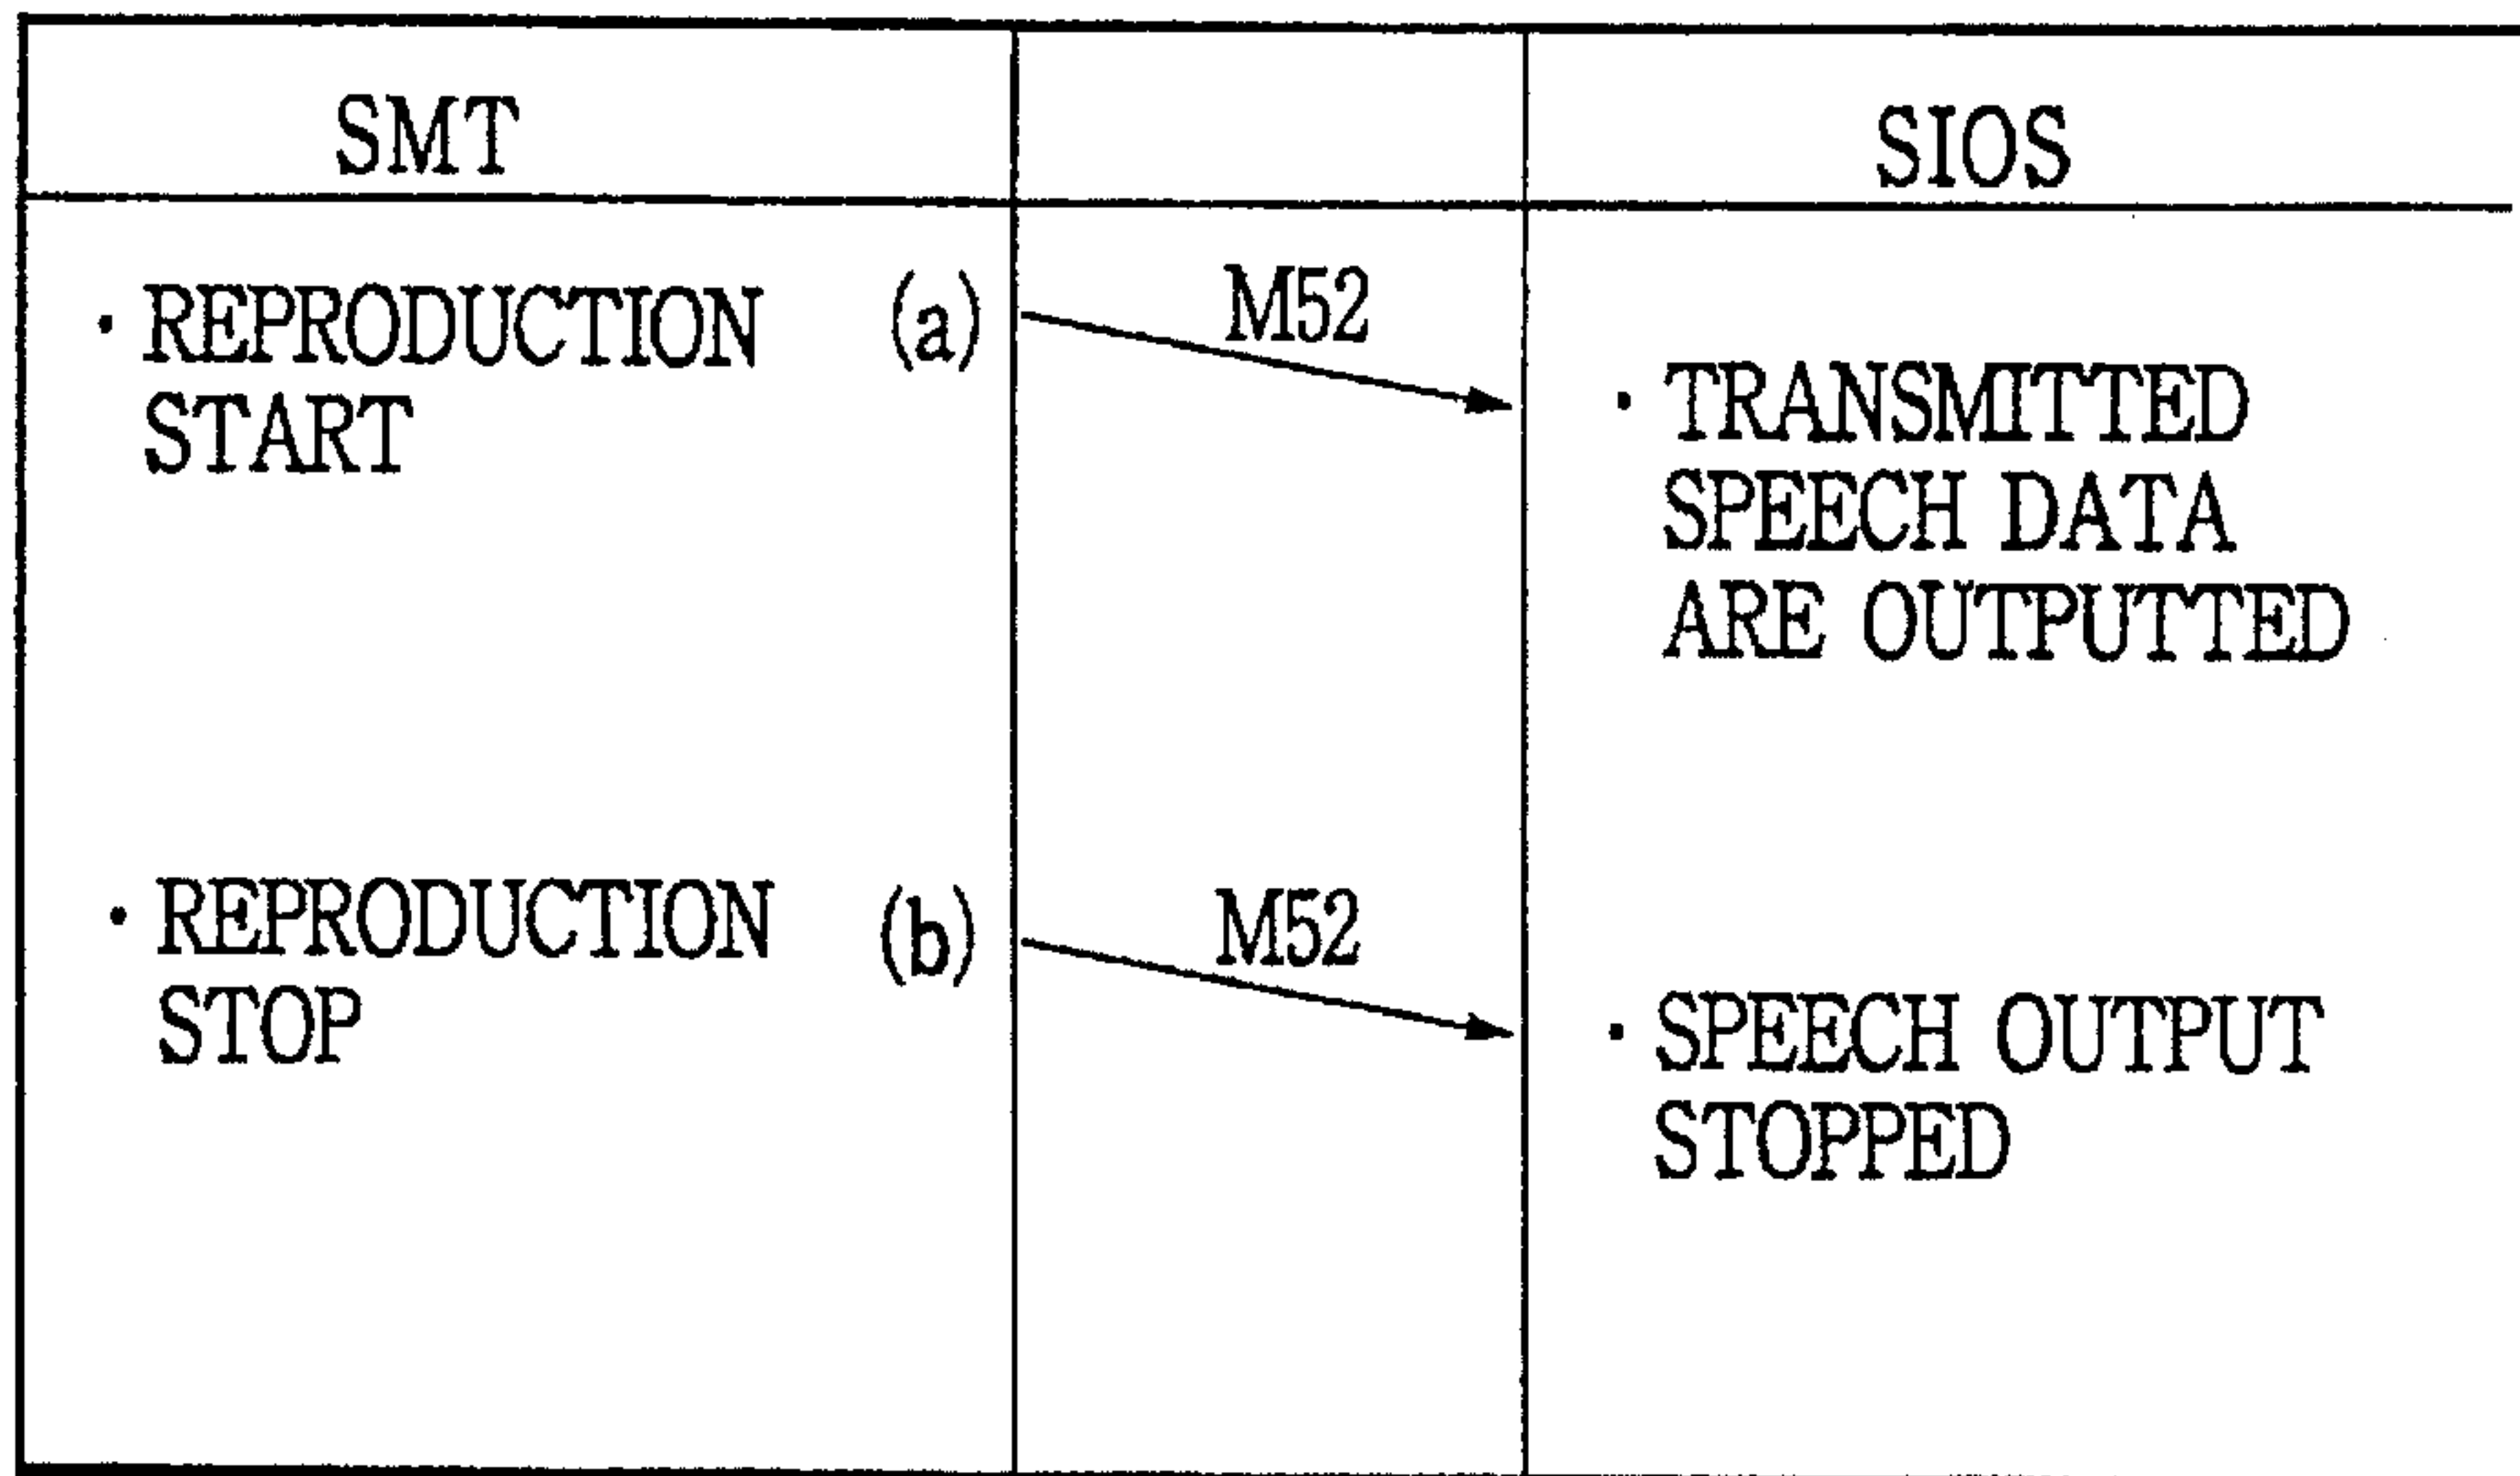 SMT
SIOS
· REPRODUCTION
START
(a)
M52
· TRANSMITTED
SPEECH DATA
ARE OUTPUTTED
· REPRODUCTION
STOP
(b)
M52
· SPEECH OUTPUT
STOPPED